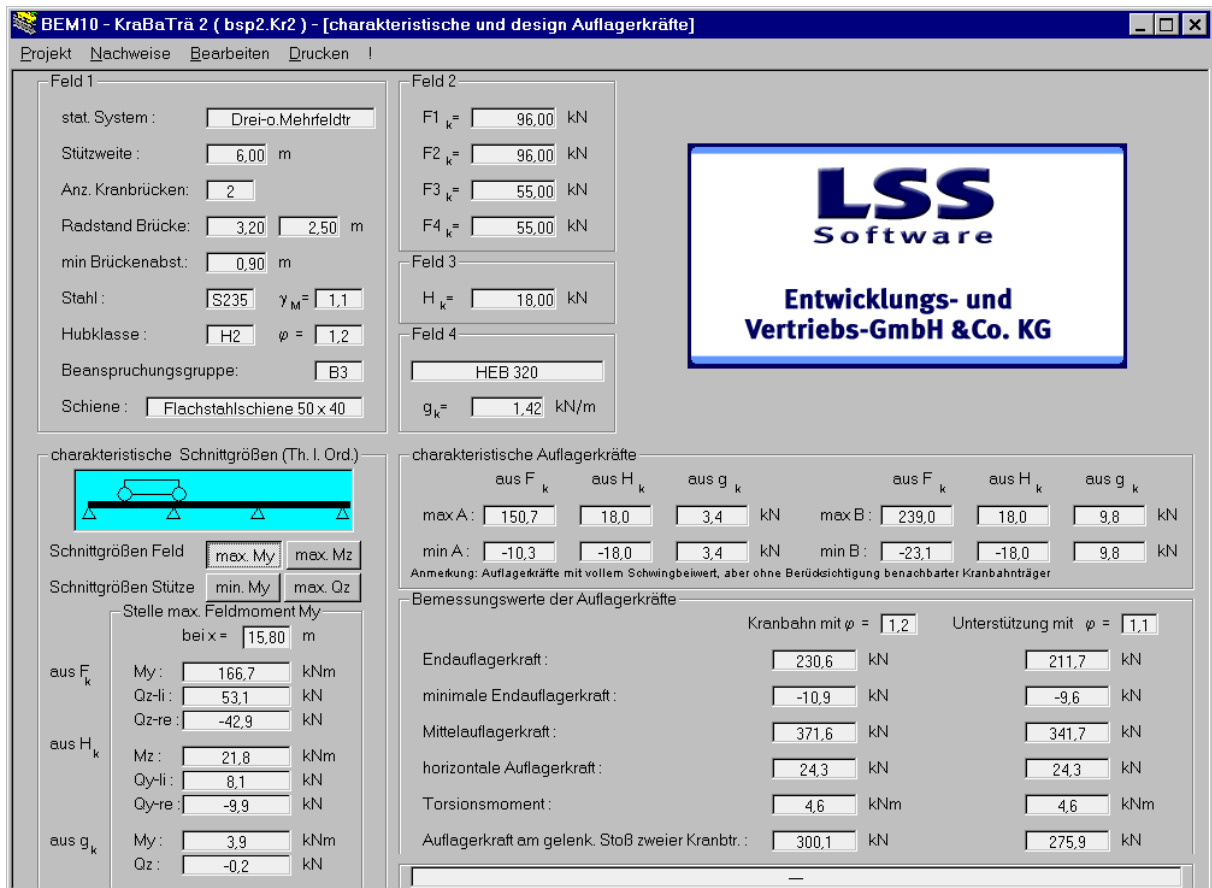 BEM10 - KraBaTrä 2 ( bsp2.Kr2 ) - [charakteristische und design Auflagerkräfte]
Projekt Nachweise Bearbeiten Drucken !
Feld 1
stat. System : Drei-o.Mehrfeldtr
Stützweite : 6,00 m
Anz. Kranbrücken: 2
Radstand Brücke: 3,20 2,50 m
min Brückenabst.: 0,90 m
Stahl : S235 γ M= 1,1
Hubklasse : H2 φ = 1,2
Beanspruchungsgruppe: B3
Schiene : Flachstahlschiene 50 x 40
Feld 2
F1 k= 96,00 kN
F2 k= 96,00 kN
F3 k= 55,00 kN
F4 k= 55,00 kN
Feld 3
H k= 18,00 kN
Feld 4
HEB 320
g k= 1,42 kN/m
LSS
Software
Entwicklungs- und
Vertriebs-GmbH &Co. KG
charakteristische Schnittgrößen (Th. I. Ord.)
Schnittgrößen Feld max. My max. Mz
Schnittgrößen Stütze min. My max. Qz
Stelle max. Feldmoment My
bei x = 15,80 m
aus F k My : 166,7 kNm
Qz-li : 53,1 kN
Qz-re : -42,9 kN
aus H k Mz : 21,8 kNm
Qy-li : 8,1 kN
Qy-re : -9,9 kN
aus g k My : 3,9 kNm
Qz : -0,2 kN
charakteristische Auflagerkräfte
aus F k aus H k aus g k aus F k aus H k aus g k
max A : 150,7 18,0 3,4 kN max B : 239,0 18,0 9,8 kN
min A : -10,3 -18,0 3,4 kN min B : -23,1 -18,0 9,8 kN
Anmerkung: Auflagerkräfte mit vollem Schwingbeiwert, aber ohne Berücksichtigung benachbarter Kranbahnträger
Bemessungswerte der Auflagerkräfte
Kranbahn mit φ = 1,2 Unterstützung mit φ = 1,1
Endauflagerkraft : 230,6 kN 211,7 kN
minimale Endauflagerkraft : -10,9 kN -9,6 kN
Mittelauflagerkraft : 371,6 kN 341,7 kN
horizontale Auflagerkraft : 24,3 kN 24,3 kN
Torsionsmoment : 4,6 kNm 4,6 kNm
Auflagerkraft am gelenk. Stoß zweier Kranbtr. : 300,1 kN 275,9 kN
—